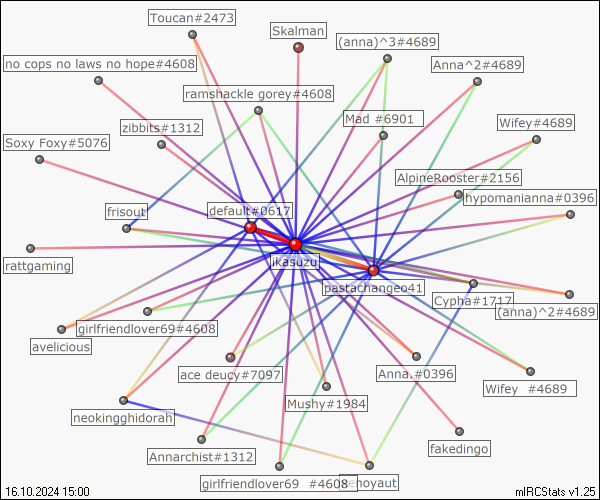 Toucan#2473
Skalman
(anna)^3#4689
no cops no laws no hope#4608
Anna^2#4689
ramshackle gorey#4608
Mad #6901
zibbits#1312
Wifey#4689
Soxy Foxy#5076
AlpineRooster#2156
hypomanianna#0396
frisout
default#0617
rattgaming
ikasuzu
pastachangeo41
Cypha#1717
(anna)^2#4689
girlfriendlover69#4608
avelicious
ace deucy#7097
Anna.#0396
Wifey #4689
neokingghidorah
Mushy#1984
fakedingo
Annarchist#1312
girlfriendlover69 #4608
16.10.2024 15:00
mIRCStats v1.25